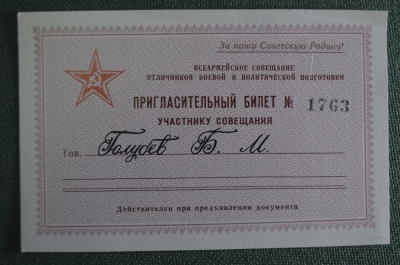 За нашу Советскую Родину!
ВСЕАРМЕЙСКОЕ СОВЕЩАНИЕ
ОТЛИЧНИКОВ БОЕВОЙ И ПОЛИТИЧЕСКОЙ ПОДГОТОВКИ
ПРИГЛАСИТЕЛЬНЫЙ БИЛЕТ № 1763
УЧАСТНИКУ СОВЕЩАНИЯ
Тов. Голубев Б. М.
Действителен при предъявлении документа